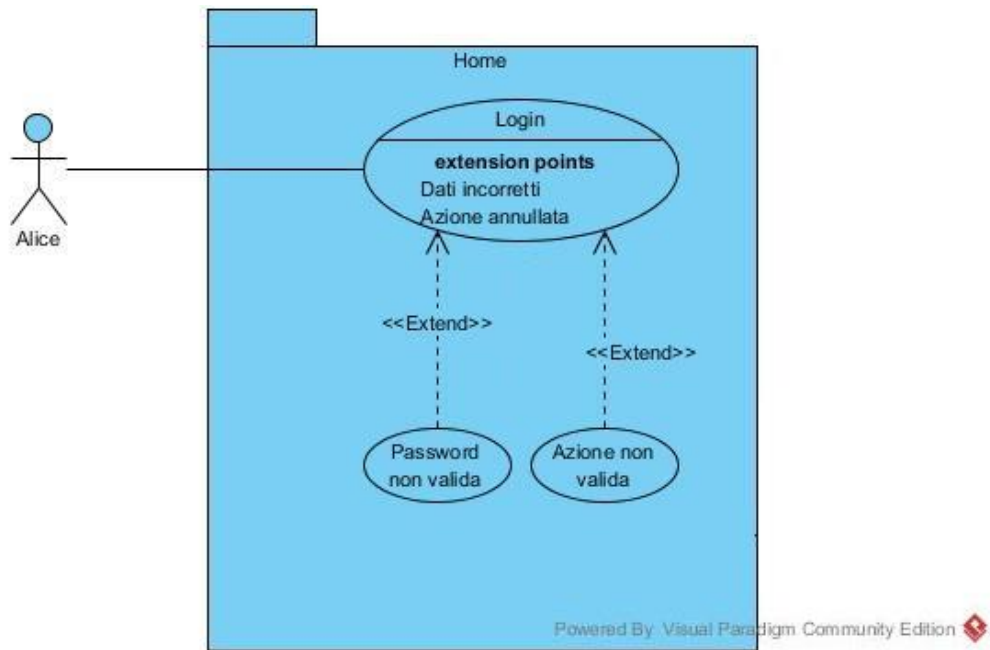 Home
Login
extension points
Dati incorretti
Azione annullata
Alice
<<Extend>>
<<Extend>>
Password
non valida
Azione non
valida
Powered By Visual Paradigm Community Edition